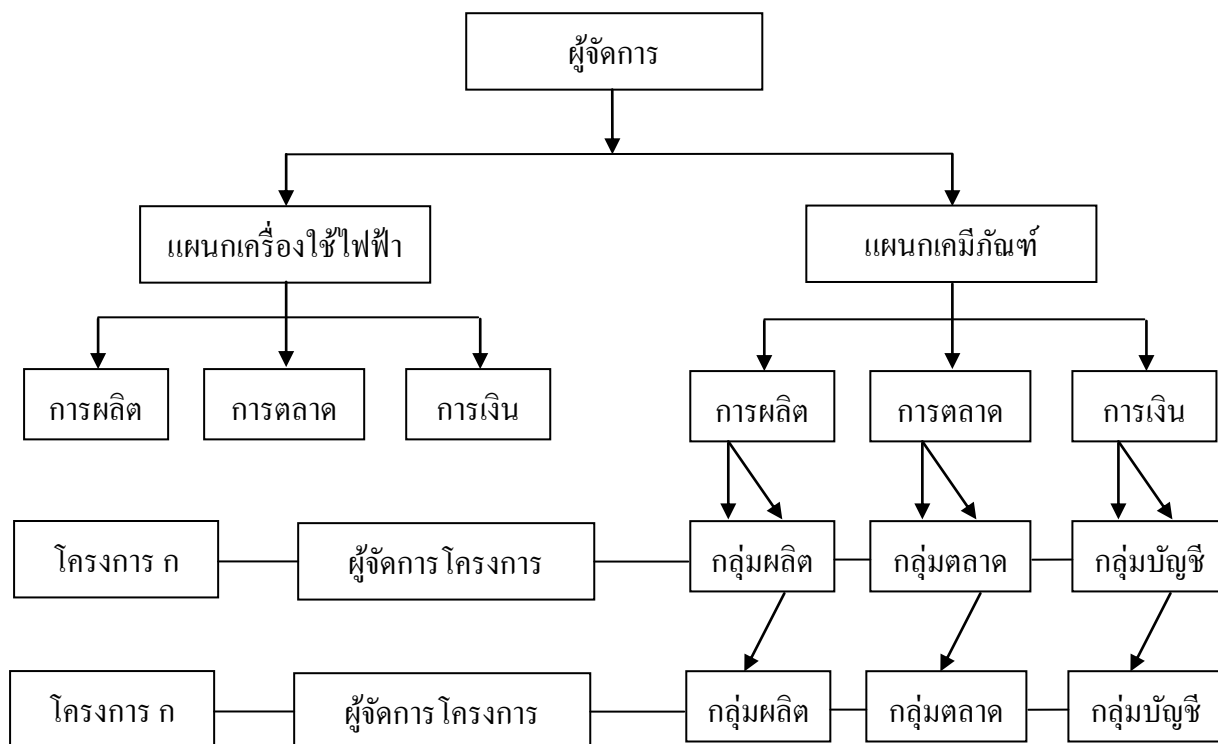 ผู้จัดการ
แผนกเครื่องใช้ไฟฟ้า
แผนกเคมีภัณฑ์
การผลิต
การตลาด
การเงิน
การผลิต
การตลาด
การเงิน
โครงการ ก
ผู้จัดการโครงการ
กลุ่มผลิต
กลุ่มตลาด
กลุ่มบัญชี
โครงการ ก
ผู้จัดการโครงการ
กลุ่มผลิต
กลุ่มตลาด
กลุ่มบัญชี